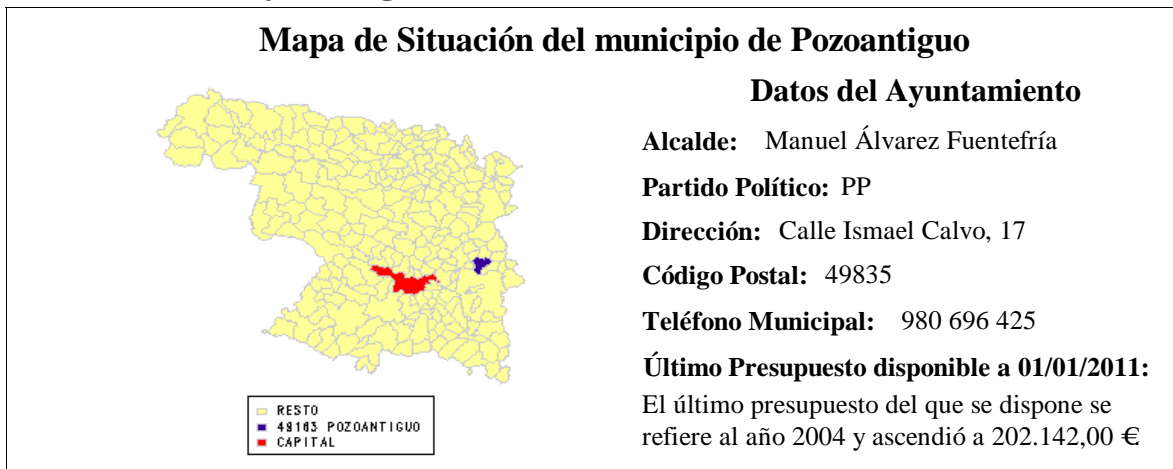 Mapa de Situación del municipio de Pozoantiguo
Datos del Ayuntamiento
Alcalde: Manuel Álvarez Fuentefría
Partido Político: PP
Dirección: Calle Ismael Calvo, 17
Código Postal: 49835
Teléfono Municipal: 980 696 425
Último Presupuesto disponible a 01/01/2011:
El último presupuesto del que se dispone se
refiere al año 2004 y ascendió a 202.142,00 €
RESTO
49163 POZOANTIGUO
CAPITAL